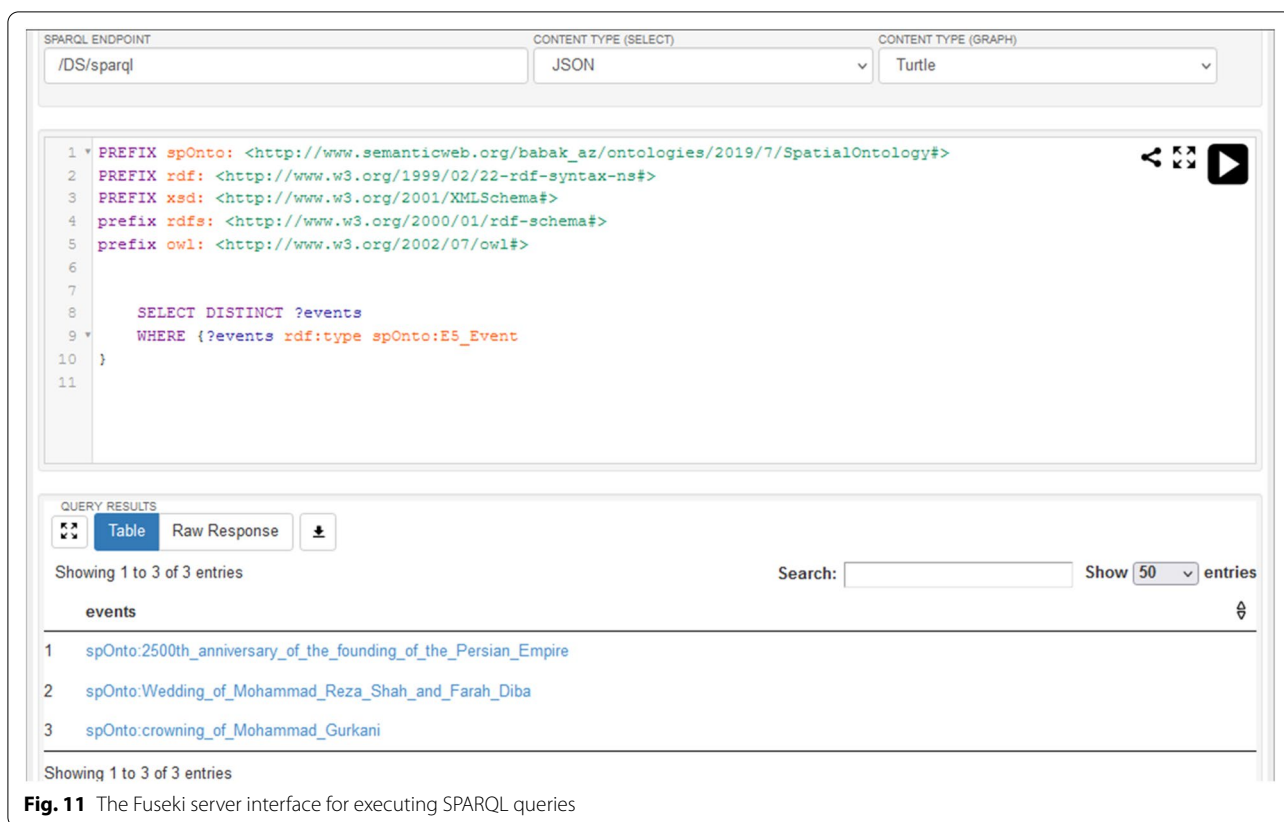 SPARQL ENDPOINT CONTENT TYPE (SELECT) CONTENT TYPE (GRAPH)
/DS/sparql JSON Turtle
1 PREFIX spOnto: <http://www.semanticweb.org/babak_az/ontologies/2019/7/SpatialOntology#>
2 PREFIX rdf: <http://www.w3.org/1999/02/22-rdf-syntax-ns#>
3 PREFIX xsd: <http://www.w3.org/2001/XMLSchema#>
4 prefix rdfs: <http://www.w3.org/2000/01/rdf-schema#>
5 prefix owl: <http://www.w3.org/2002/07/owl#>
6
7
8 SELECT DISTINCT ?events
9 WHERE {?events rdf:type spOnto:E5_Event
10 }
11
QUERY RESULTS
Table Raw Response
Showing 1 to 3 of 3 entries Search: Show 50 entries
events
1 spOnto:2500th_anniversary_of_the_founding_of_the_Persian_Empire
2 spOnto:Wedding_of_Mohammad_Reza_Shah_and_Farah_Diba
3 spOnto:crowning_of_Mohammad_Gurkani
Showing 1 to 3 of 3 entries
Fig. 11 The Fuseki server interface for executing SPARQL queries